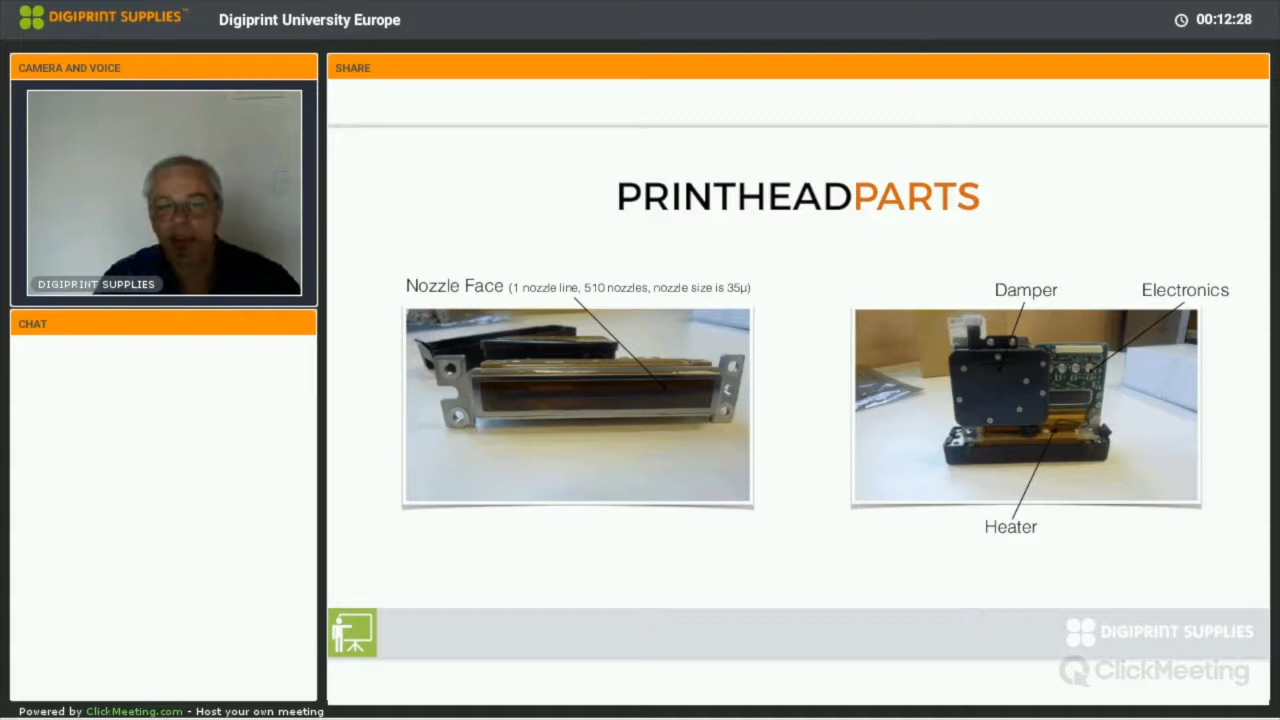 DIGIPRINT SUPPLIES™
Digiprint University Europe
00:12:28
CAMERA AND VOICE
SHARE
DIGIPRINT SUPPLIES
CHAT
PRINTHEADPARTS
Nozzle Face (1 nozzle line, 510 nozzles, nozzle size is 35µ)
Damper
Electronics
Heater
DIGIPRINT SUPPLIES
ClickMeeting
Powered by ClickMeeting.com - Host your own meeting